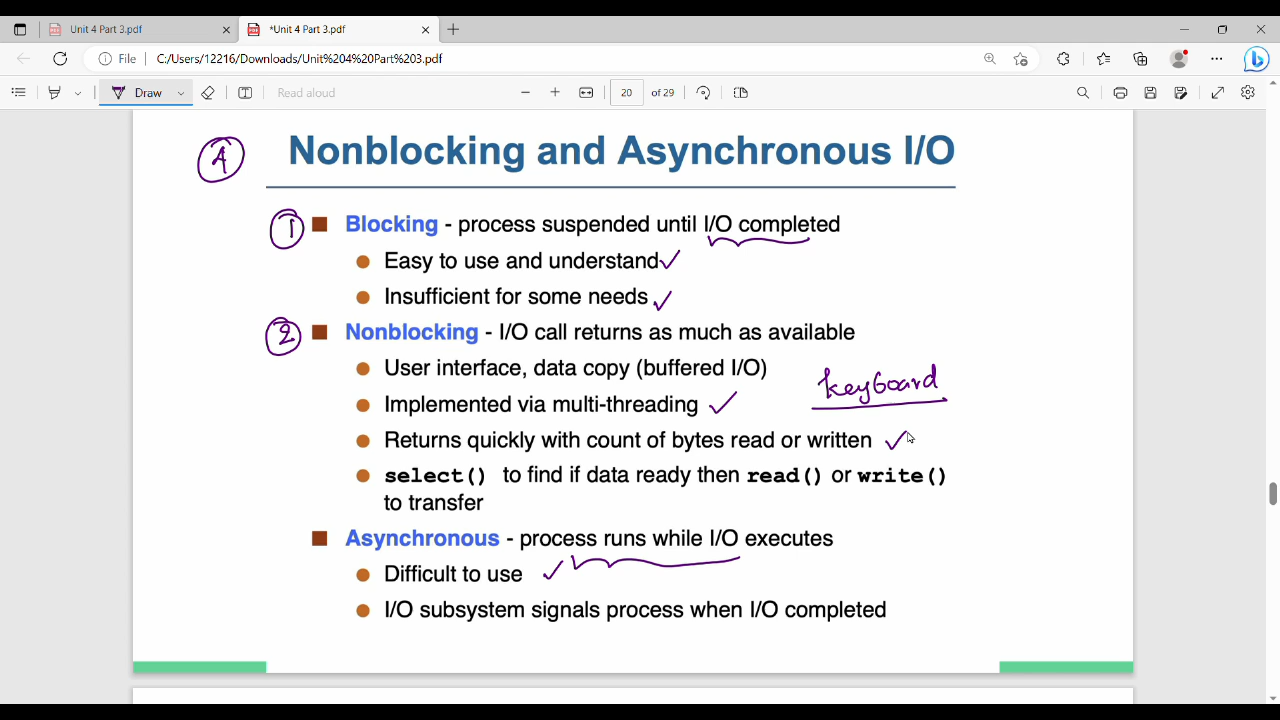 Unit 4 Part 3.pdf
*Unit 4 Part 3.pdf
File C:/Users/12216/Downloads/Unit%204%20Part%203.pdf
Draw Read aloud 20 of 29
A Nonblocking and Asynchronous I/O
1 Blocking - process suspended until I/O completed
Easy to use and understand
Insufficient for some needs
2 Nonblocking - I/O call returns as much as available
User interface, data copy (buffered I/O)
keyboard
Implemented via multi-threading
Returns quickly with count of bytes read or written
select() to find if data ready then read() or write()
to transfer
Asynchronous - process runs while I/O executes
Difficult to use
I/O subsystem signals process when I/O completed